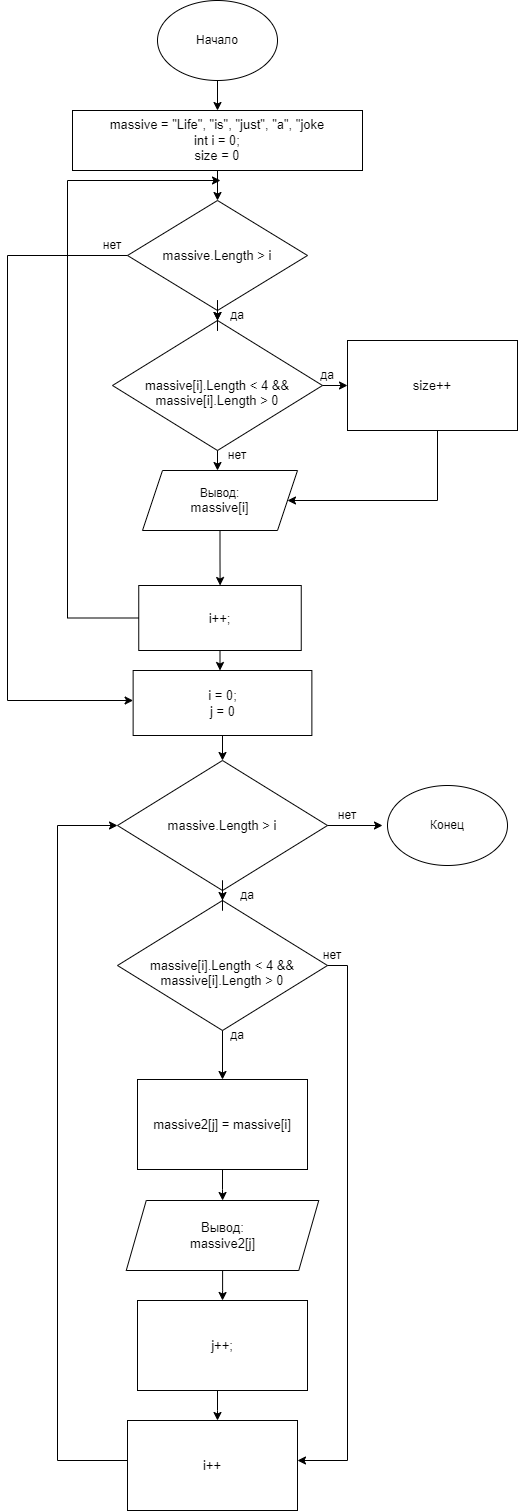 Начало
massive = "Life", "is", "just", "a", "joke
int i = 0;
size = 0
нет
massive.Length > i
да
massive[i].Length < 4 &&
massive[i].Length > 0
да
size++
нет
Вывод:
massive[i]
i++;
i = 0;
j = 0
massive.Length > i
нет
Конец
да
massive[i].Length < 4 &&
massive[i].Length > 0
нет
да
massive2[j] = massive[i]
Вывод:
massive2[j]
j++;
i++